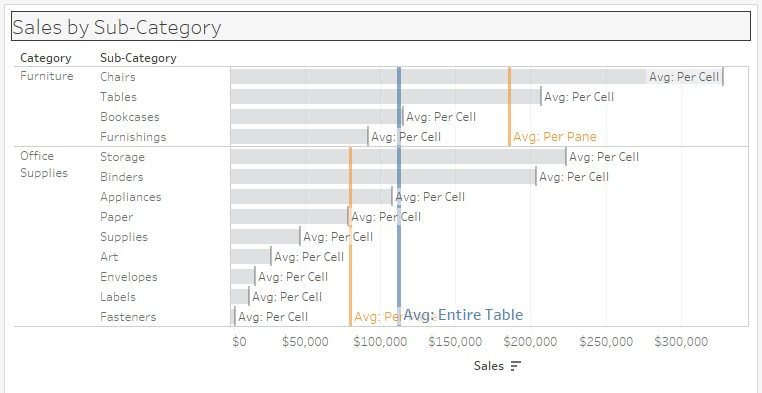 Sales by Sub-Category
Category Sub-Category
Furniture Chairs Avg: Per Cell
Tables Avg: Per Cell
Bookcases Avg: Per Cell
Furnishings Avg: Per Cell Avg: Per Pane
Office Supplies Storage Avg: Per Cell
Binders Avg: Per Cell
Appliances Avg: Per Cell
Paper Avg: Per Cell
Supplies Avg: Per Cell
Art Avg: Per Cell
Envelopes Avg: Per Cell
Labels Avg: Per Cell
Fasteners Avg: Per Cell Avg: Per Avg: Entire Table
$0 $50,000 $100,000 $150,000 $200,000 $250,000 $300,000
Sales